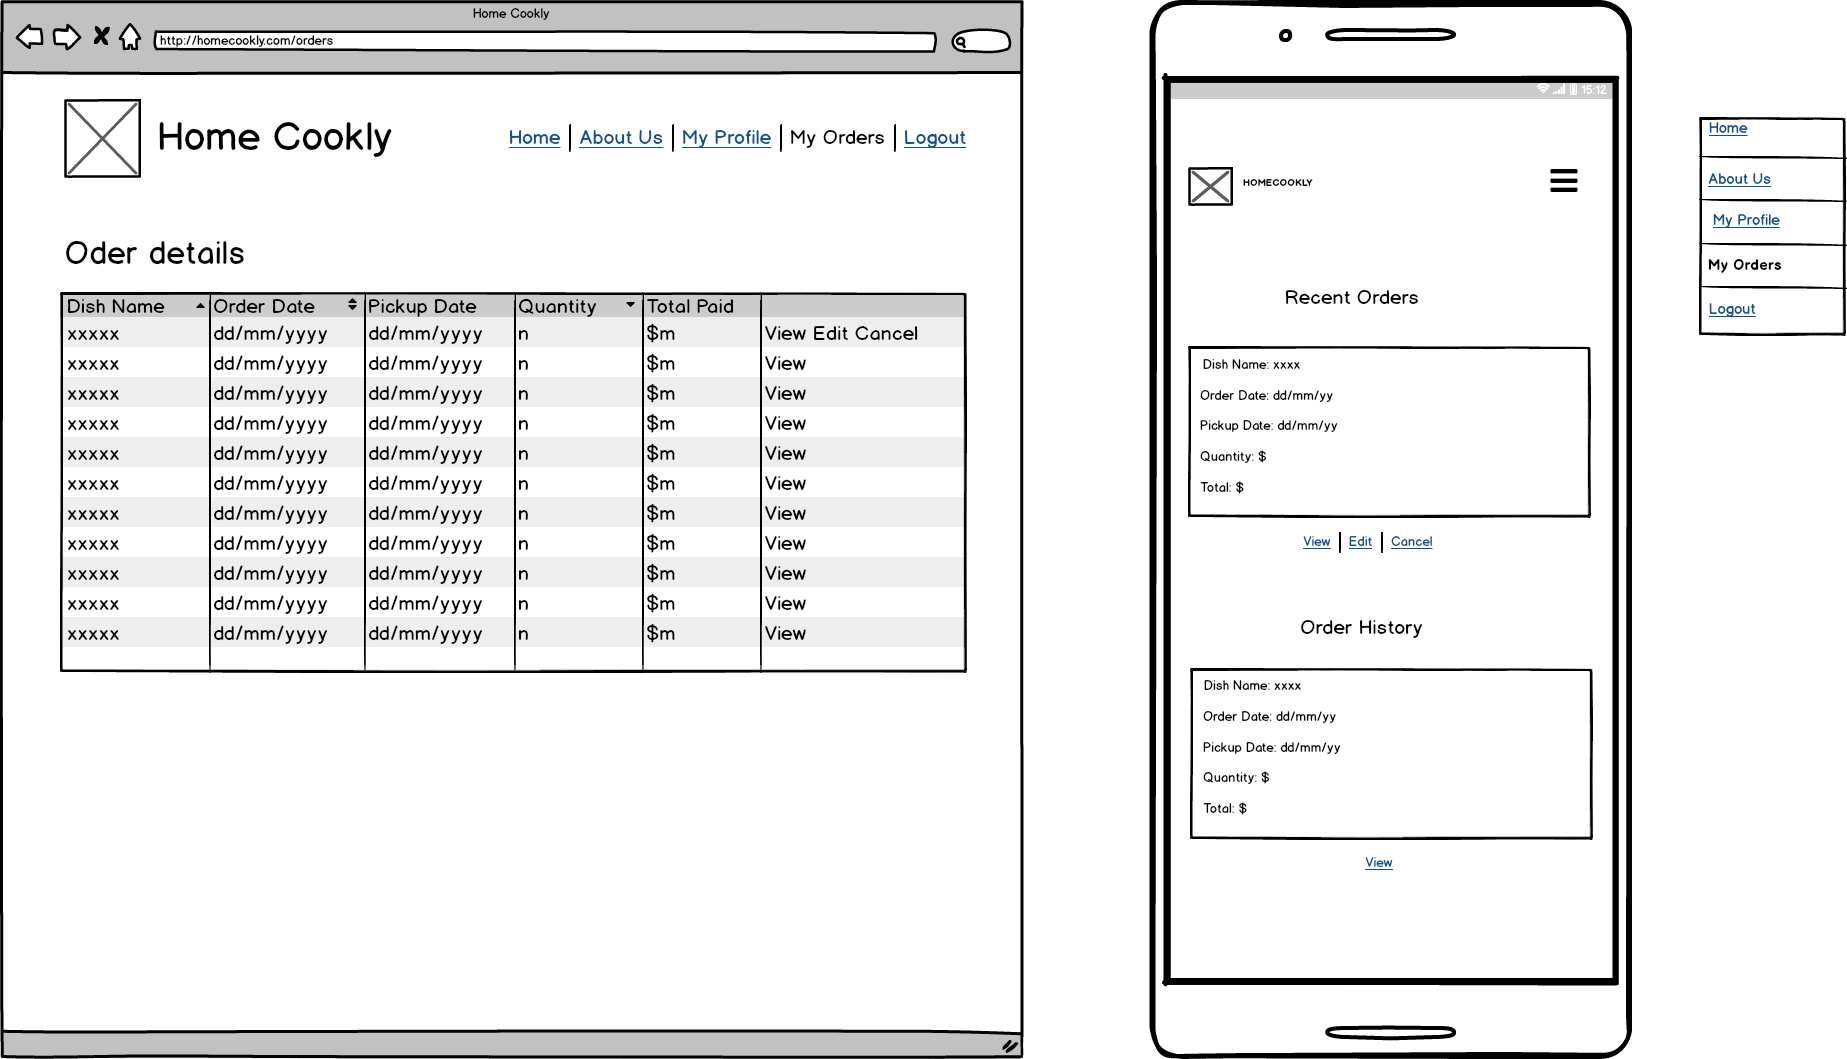 Home Cookly
http://homecookly.com/orders
Home Cookly
Home About Us My Profile My Orders Logout
Oder details
Dish Name Order Date Pickup Date Quantity Total Paid
xxxxx dd/mm/yyyy dd/mm/yyyy n $m View Edit Cancel
xxxxx dd/mm/yyyy dd/mm/yyyy n $m View
xxxxx dd/mm/yyyy dd/mm/yyyy n $m View
xxxxx dd/mm/yyyy dd/mm/yyyy n $m View
xxxxx dd/mm/yyyy dd/mm/yyyy n $m View
xxxxx dd/mm/yyyy dd/mm/yyyy n $m View
xxxxx dd/mm/yyyy dd/mm/yyyy n $m View
xxxxx dd/mm/yyyy dd/mm/yyyy n $m View
xxxxx dd/mm/yyyy dd/mm/yyyy n $m View
xxxxx dd/mm/yyyy dd/mm/yyyy n $m View
xxxxx dd/mm/yyyy dd/mm/yyyy n $m View
15:12
HOMECOOKLY
Recent Orders
Dish Name: xxxx
Order Date: dd/mm/yy
Pickup Date: dd/mm/yy
Quantity: $
Total: $
View Edit Cancel
Order History
Dish Name: xxxx
Order Date: dd/mm/yy
Pickup Date: dd/mm/yy
Quantity: $
Total: $
View
Home
About Us
My Profile
My Orders
Logout